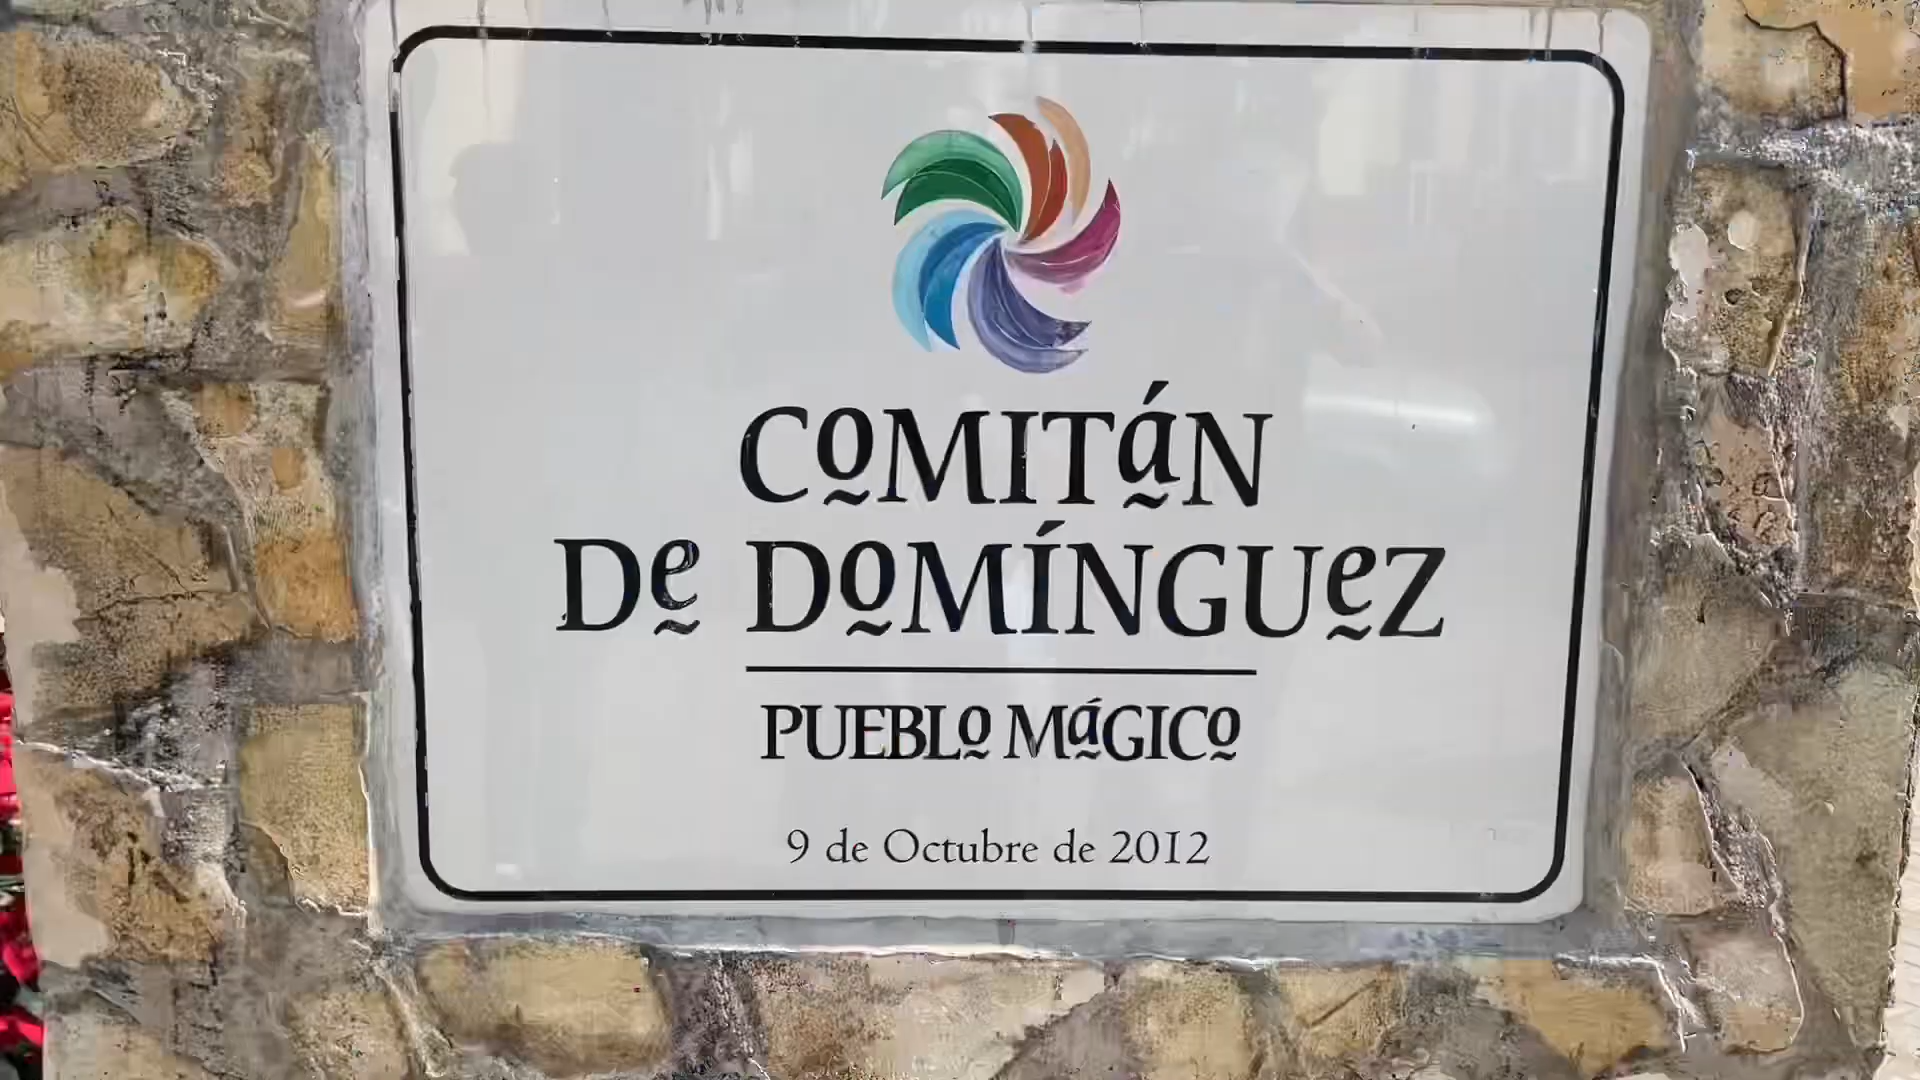 COMITÁN
DE DOMÍNGUEZ
PUEBLO MÁGICO
9 de Octubre de 2012